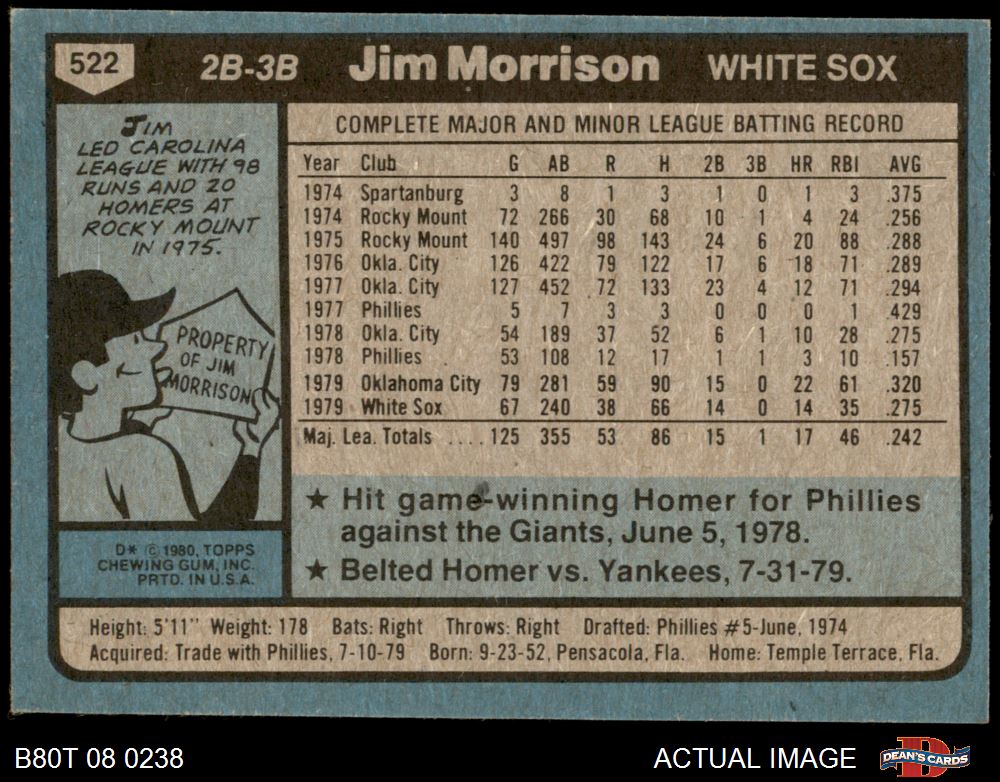 522 2B-3B Jim Morrison WHITE SOX
JIM
LED CAROLINA
LEAGUE WITH 98
RUNS AND 20
HOMERS AT
ROCKY MOUNT
IN 1975.
PROPERTY
OF JIM
MORRISON
D* © 1980, TOPPS
CHEWING GUM, INC.
PRTD. IN U.S.A.
COMPLETE MAJOR AND MINOR LEAGUE BATTING RECORD
Year Club G AB R H 2B 3B HR RBI AVG
1974 Spartanburg 3 8 1 3 1 0 1 3 .375
1974 Rocky Mount 72 266 30 68 10 1 4 24 .256
1975 Rocky Mount 140 497 98 143 24 6 20 88 .288
1976 Okla. City 126 422 79 122 17 6 18 71 .289
1977 Okla. City 127 452 72 133 23 4 12 71 .294
1977 Phillies 5 7 3 3 0 0 0 1 .429
1978 Okla. City 54 189 37 52 6 1 10 28 .275
1978 Phillies 53 108 12 17 1 1 3 10 .157
1979 Oklahoma City 79 281 59 90 15 0 22 61 .320
1979 White Sox 67 240 38 66 14 0 14 35 .275
Maj. Lea. Totals .... 125 355 53 86 15 1 17 46 .242
★ Hit game-winning Homer for Phillies
against the Giants, June 5, 1978.
★ Belted Homer vs. Yankees, 7-31-79.
Height: 5'11" Weight: 178 Bats: Right Throws: Right Drafted: Phillies #5-June, 1974
Acquired: Trade with Phillies, 7-10-79 Born: 9-23-52, Pensacola, Fla. Home: Temple Terrace, Fla.
B80T 08 0238 ACTUAL IMAGE DEAN'S CARDS